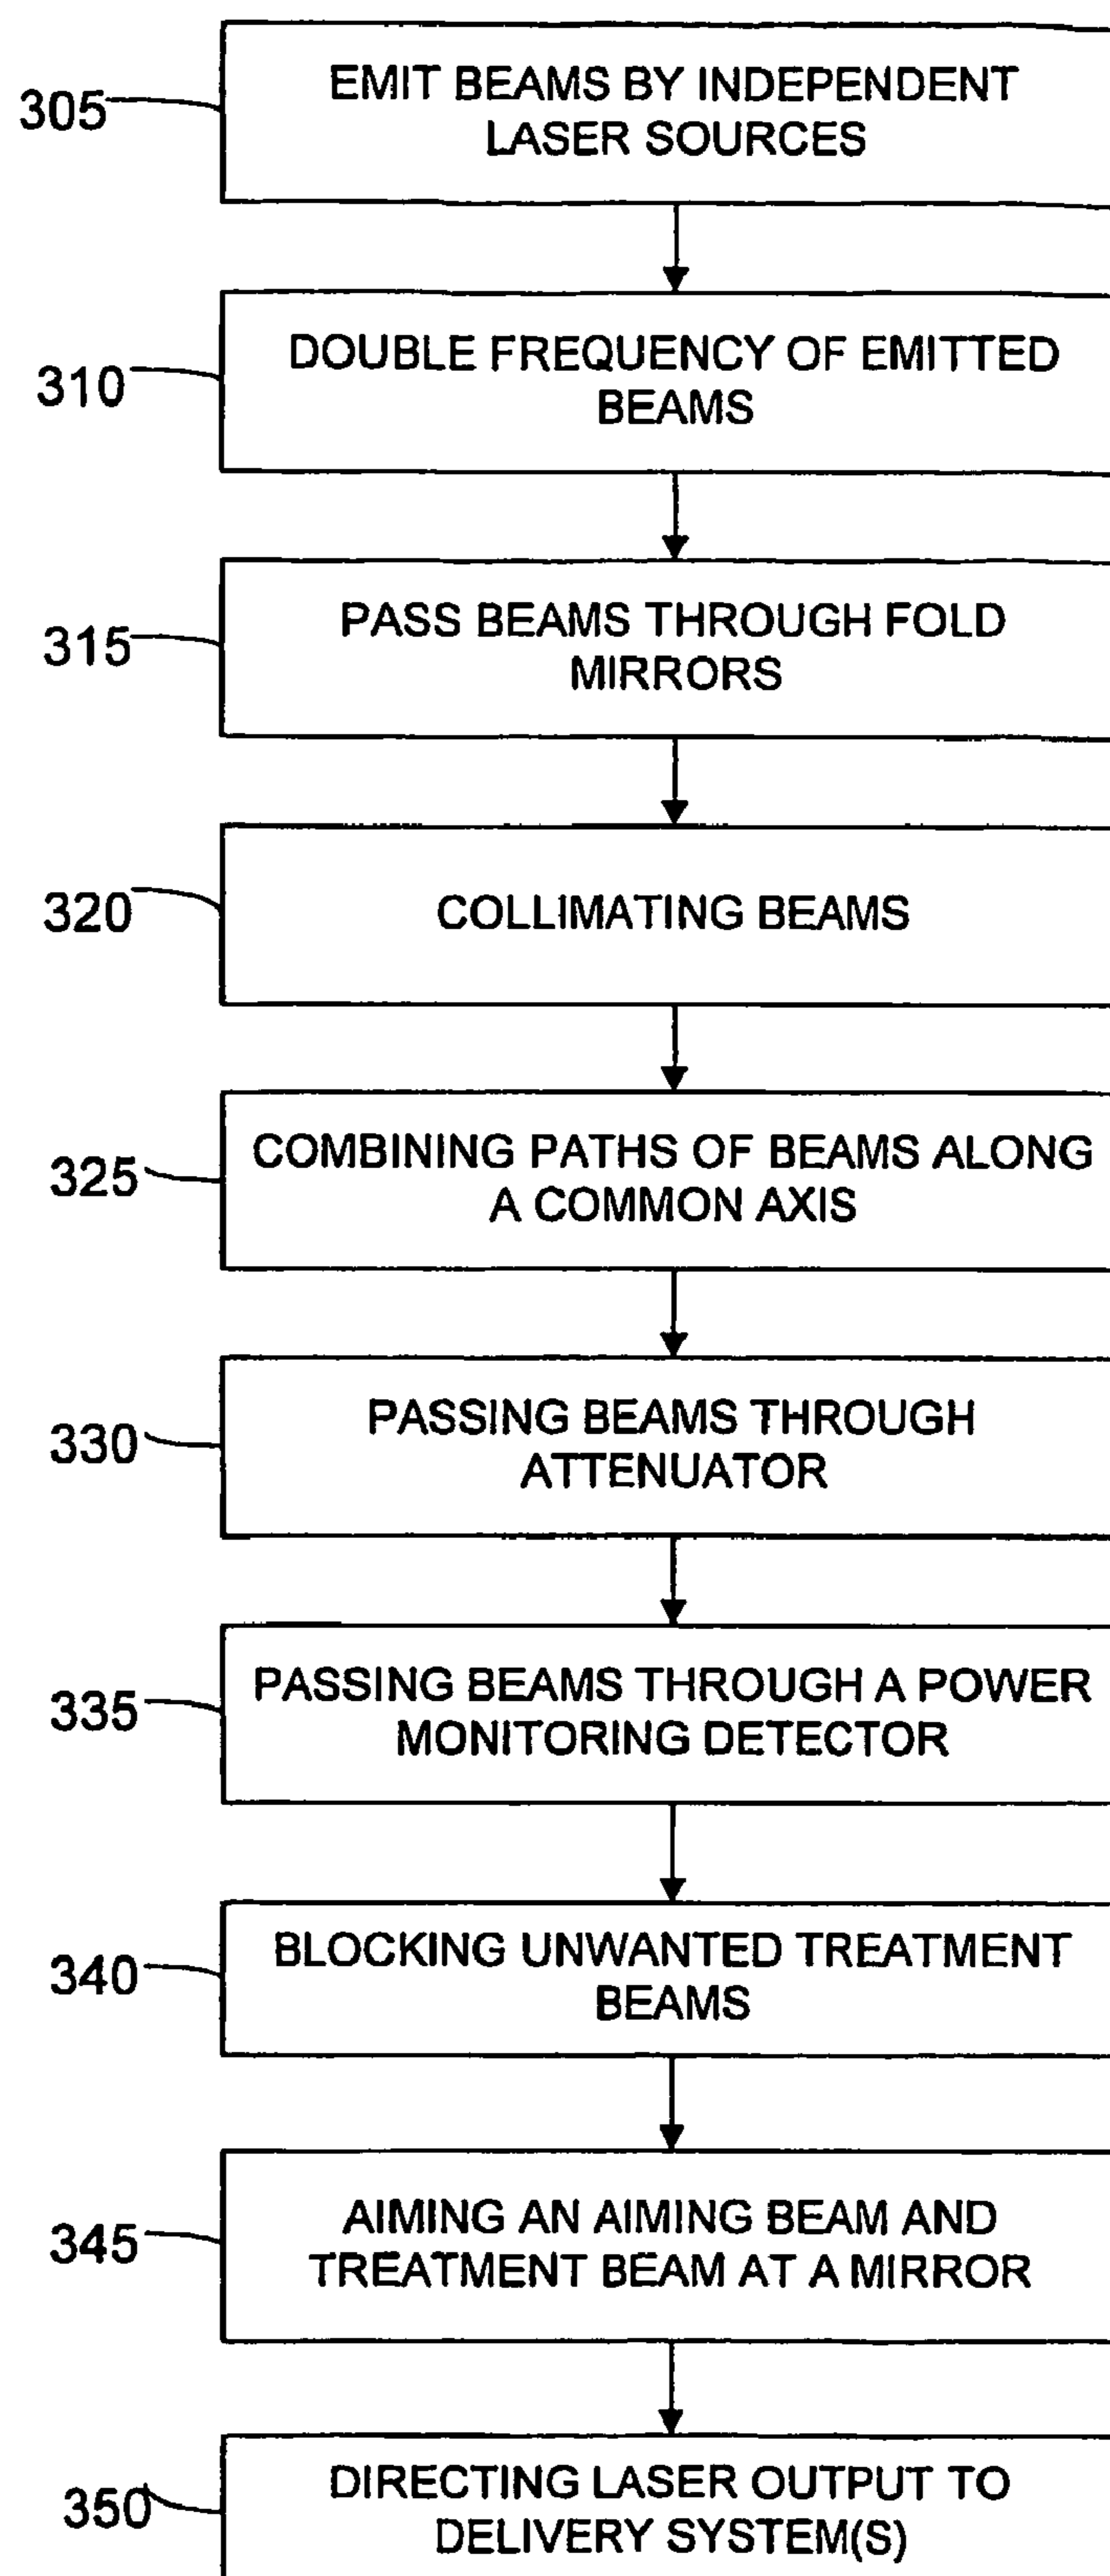 305
EMIT BEAMS BY INDEPENDENT
LASER SOURCES
310
DOUBLE FREQUENCY OF EMITTED
BEAMS
315
PASS BEAMS THROUGH FOLD
MIRRORS
320
COLLIMATING BEAMS
325
COMBINING PATHS OF BEAMS ALONG
A COMMON AXIS
330
PASSING BEAMS THROUGH
ATTENUATOR
335
PASSING BEAMS THROUGH A POWER
MONITORING DETECTOR
340
BLOCKING UNWANTED TREATMENT
BEAMS
345
AIMING AN AIMING BEAM AND
TREATMENT BEAM AT A MIRROR
350
DIRECTING LASER OUTPUT TO
DELIVERY SYSTEM(S)